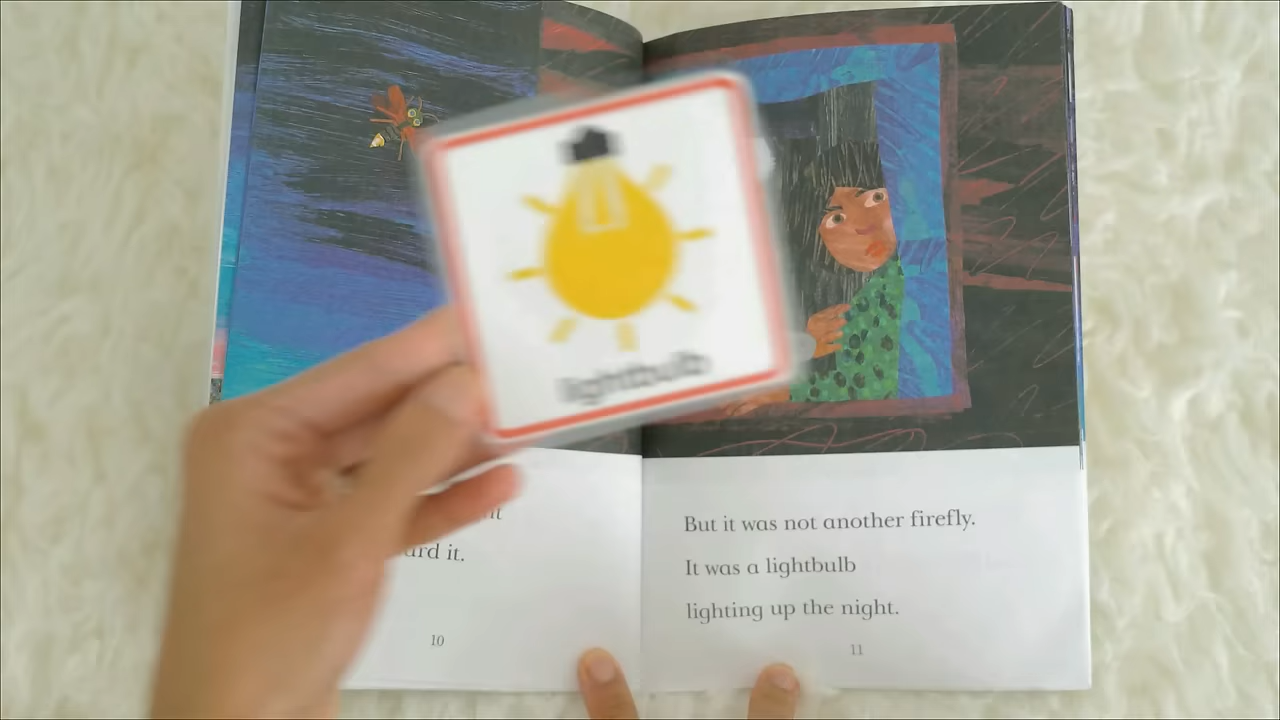 lightbulb
ard it.
10
But it was not another firefly.
It was a lightbulb
lighting up the night.
11